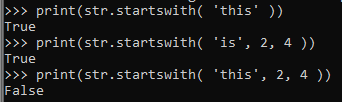 >>> print(str.startswith( 'this' ))
True
>>> print(str.startswith( 'is', 2, 4 ))
True
>>> print(str.startswith( 'this', 2, 4 ))
False